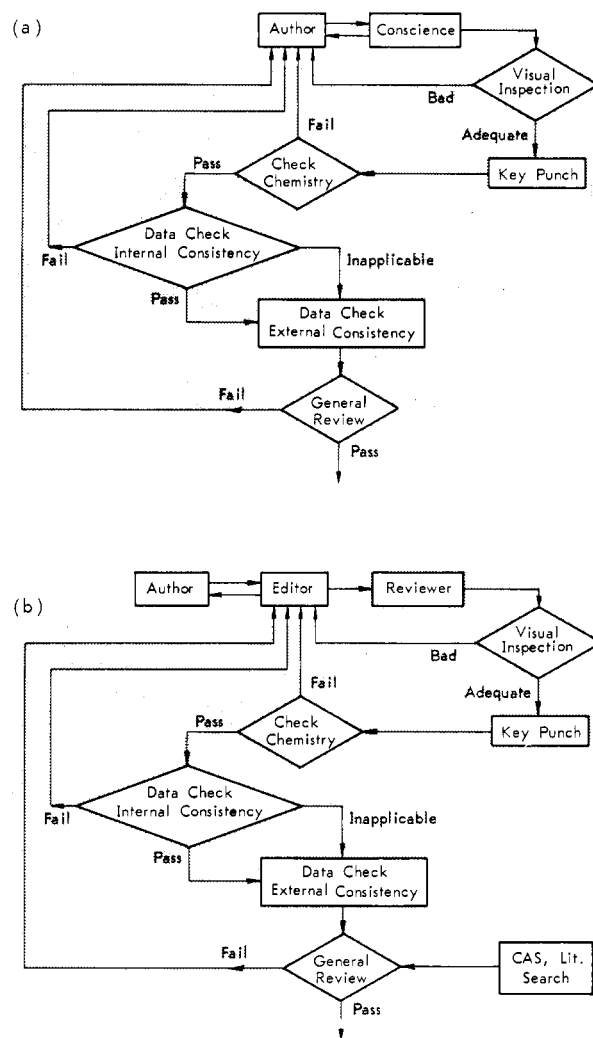 (a)
Author
Conscience
Visual
Inspection
Bad
Adequate
Key Punch
Fail
Check
Chemistry
Pass
Data Check
Internal Consistency
Fail
Inapplicable
Pass
Data Check
External Consistency
Fail
General
Review
Pass
(b)
Author
Editor
Reviewer
Visual
Inspection
Bad
Adequate
Key Punch
Fail
Check
Chemistry
Pass
Data Check
Internal Consistency
Fail
Inapplicable
Pass
Data Check
External Consistency
Fail
General
Review
CAS, Lit.
Search
Pass